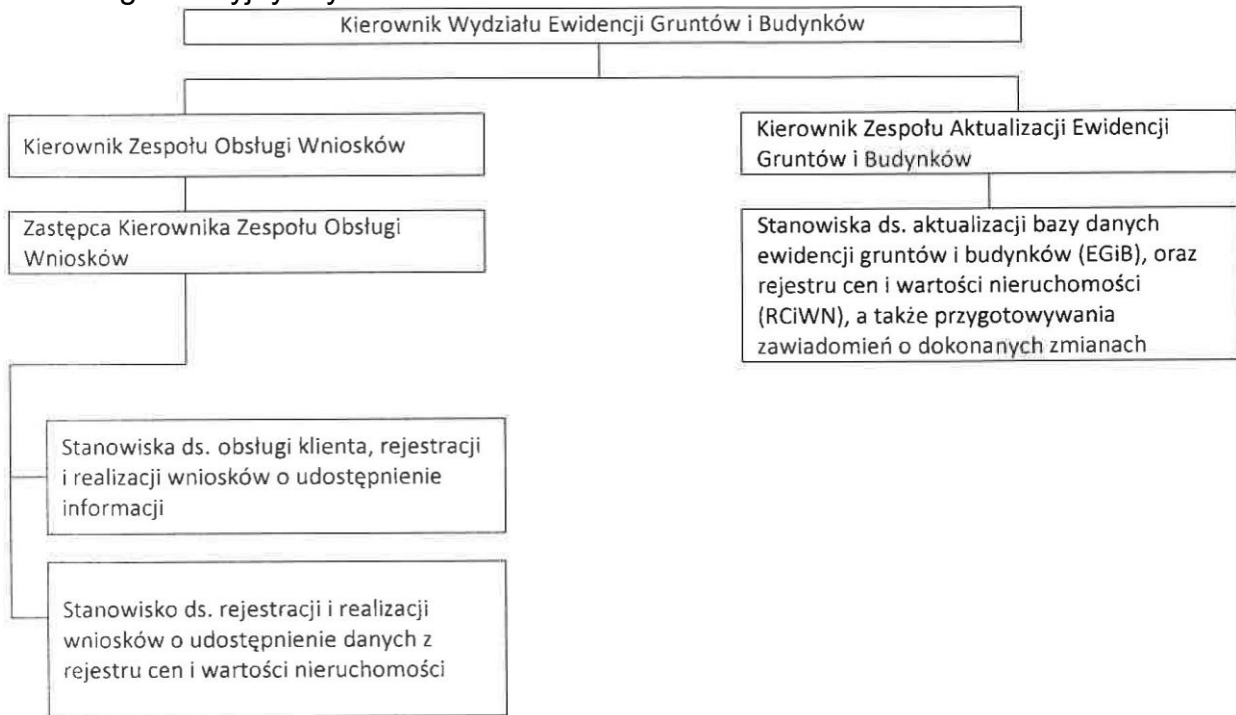 Kierownik Wydziału Ewidencji Gruntów i Budynków
Kierownik Zespołu Obsługi Wniosków
Zastępca Kierownika Zespołu Obsługi
Wniosków
Stanowiska ds. obsługi klienta, rejestracji
i realizacji wniosków o udostępnienie
informacji
Stanowisko ds. rejestracji i realizacji
wniosków o udostępnienie danych z
rejestru cen i wartości nieruchomości
Kierownik Zespołu Aktualizacji Ewidencji
Gruntów i Budynków
Stanowiska ds. aktualizacji bazy danych
ewidencji gruntów i budynków (EGiB), oraz
rejestru cen i wartości nieruchomości
(RCiWN), a także przygotowywania
zawiadomień o dokonanych zmianach